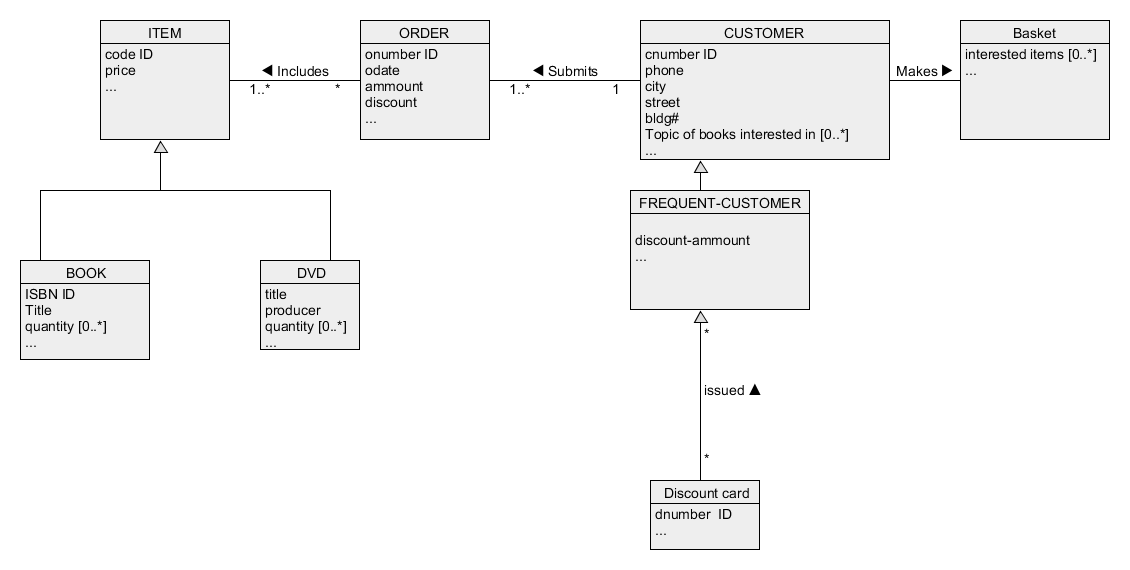 ITEM
code ID
price
...
◄ Includes
1..*
*
ORDER
onumber ID
odate
ammount
discount
...
◄ Submits
1..*
1
CUSTOMER
cnumber ID
phone
city
street
bldg#
Topic of books interested in [0..*]
...
Makes ►
Basket
interested items [0..*]
...
BOOK
ISBN ID
Title
quantity [0..*]
...
DVD
title
producer
quantity [0..*]
...
FREQUENT-CUSTOMER
discount-ammount
...
*
issued ▲
*
Discount card
dnumber ID
...